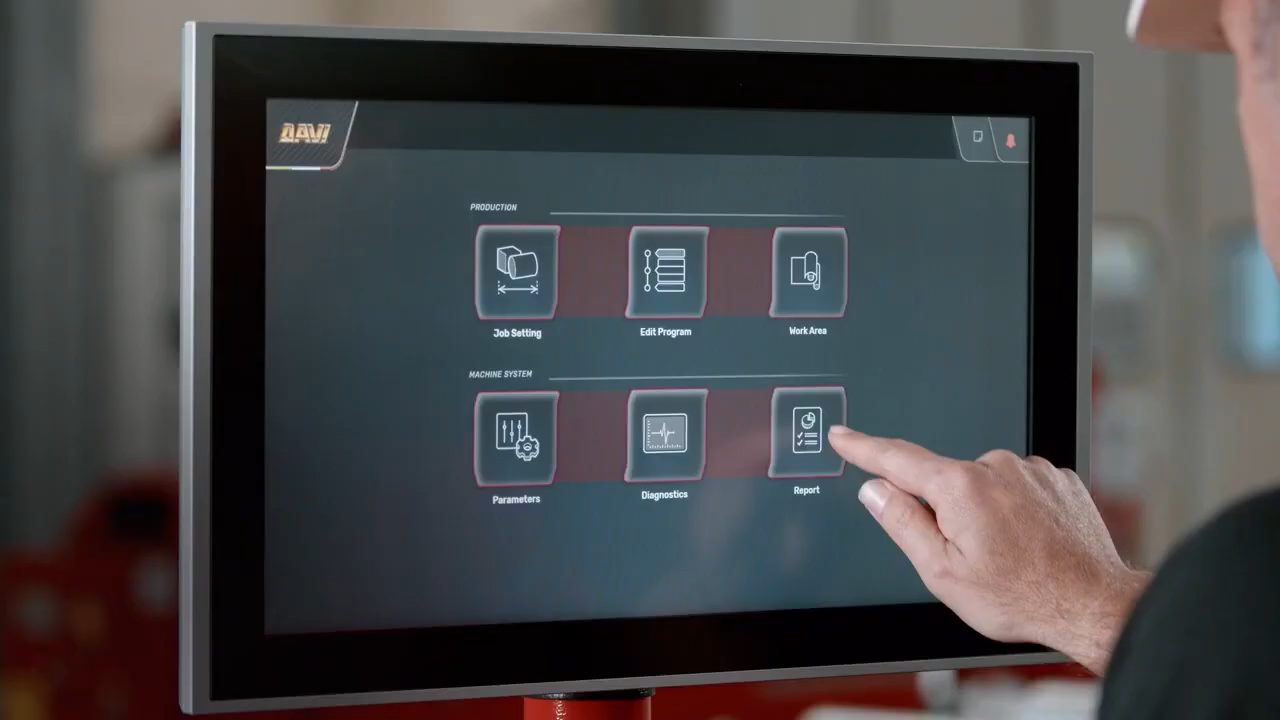 DAVI
PRODUCTION
Job Setting
Edit Program
Work Area
MACHINE SYSTEM
Parameters
Diagnostics
Report